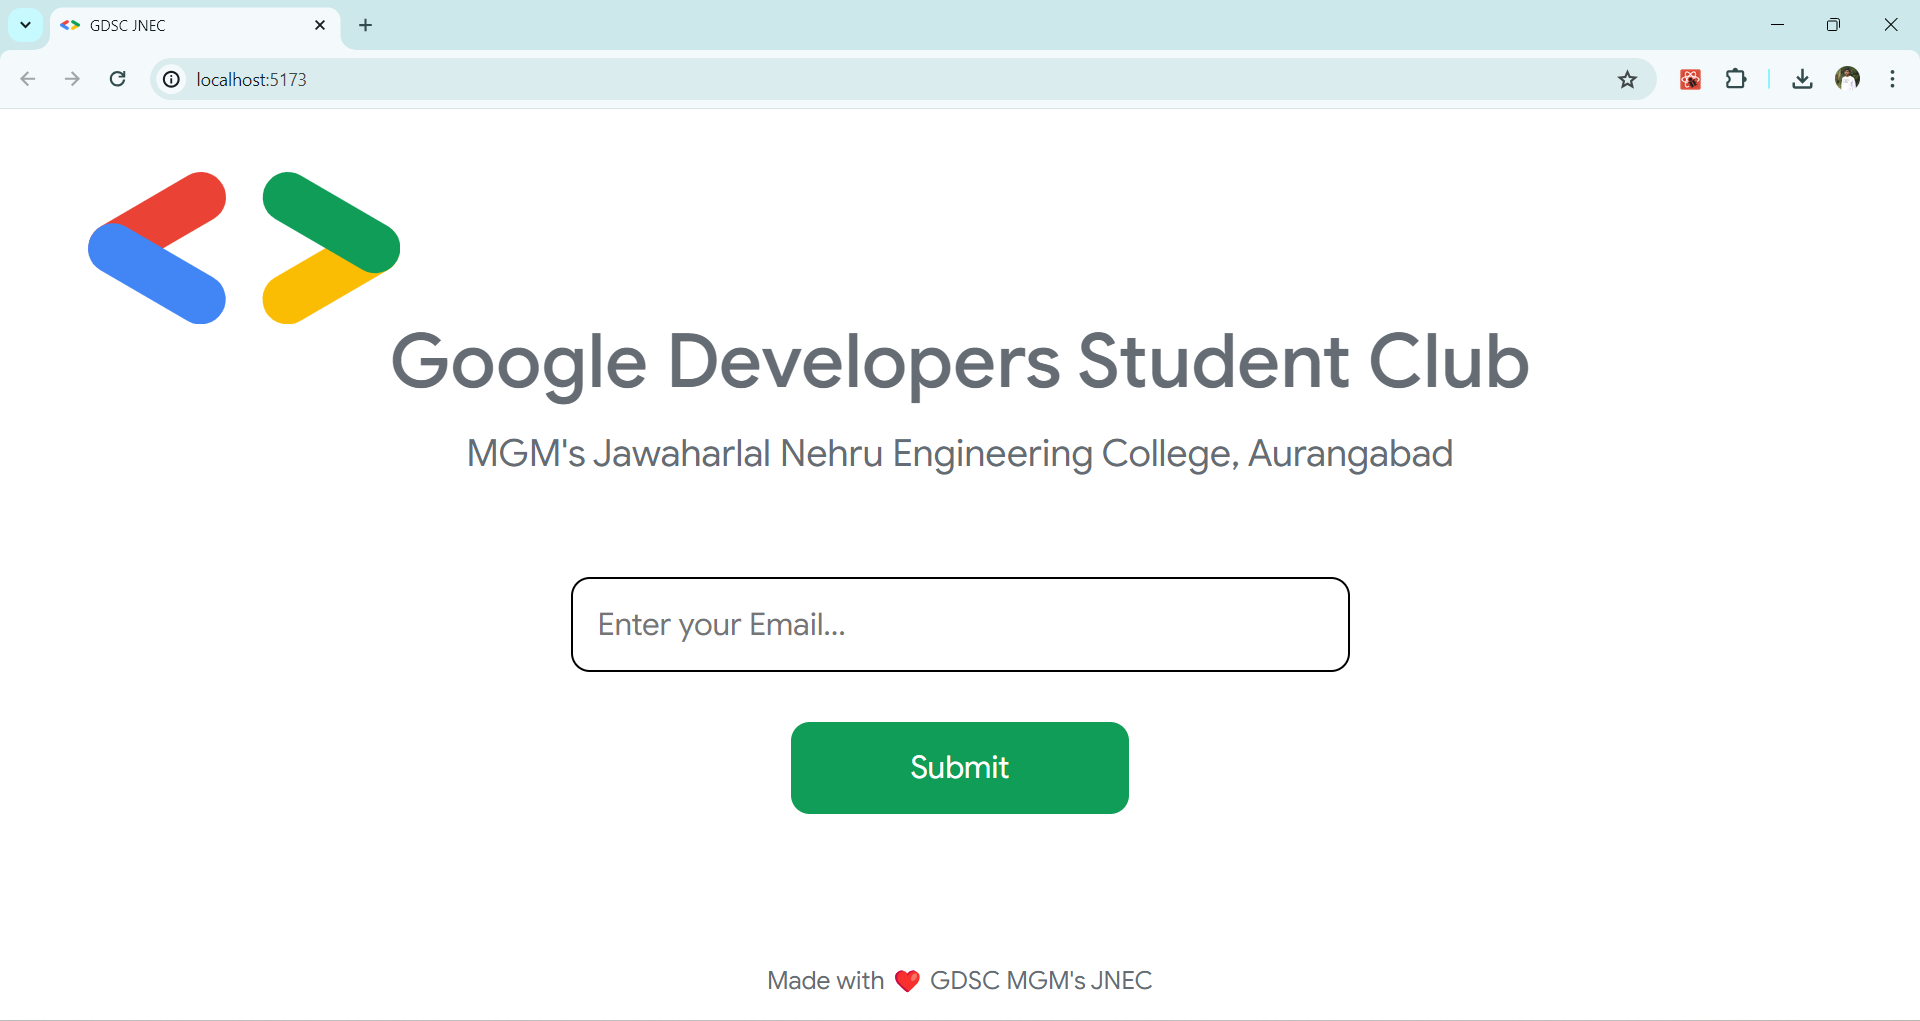 GDSC JNEC
localhost:5173
Google Developers Student Club
MGM's Jawaharlal Nehru Engineering College, Aurangabad
Enter your Email...
Submit
Made with ❤️ GDSC MGM's JNEC